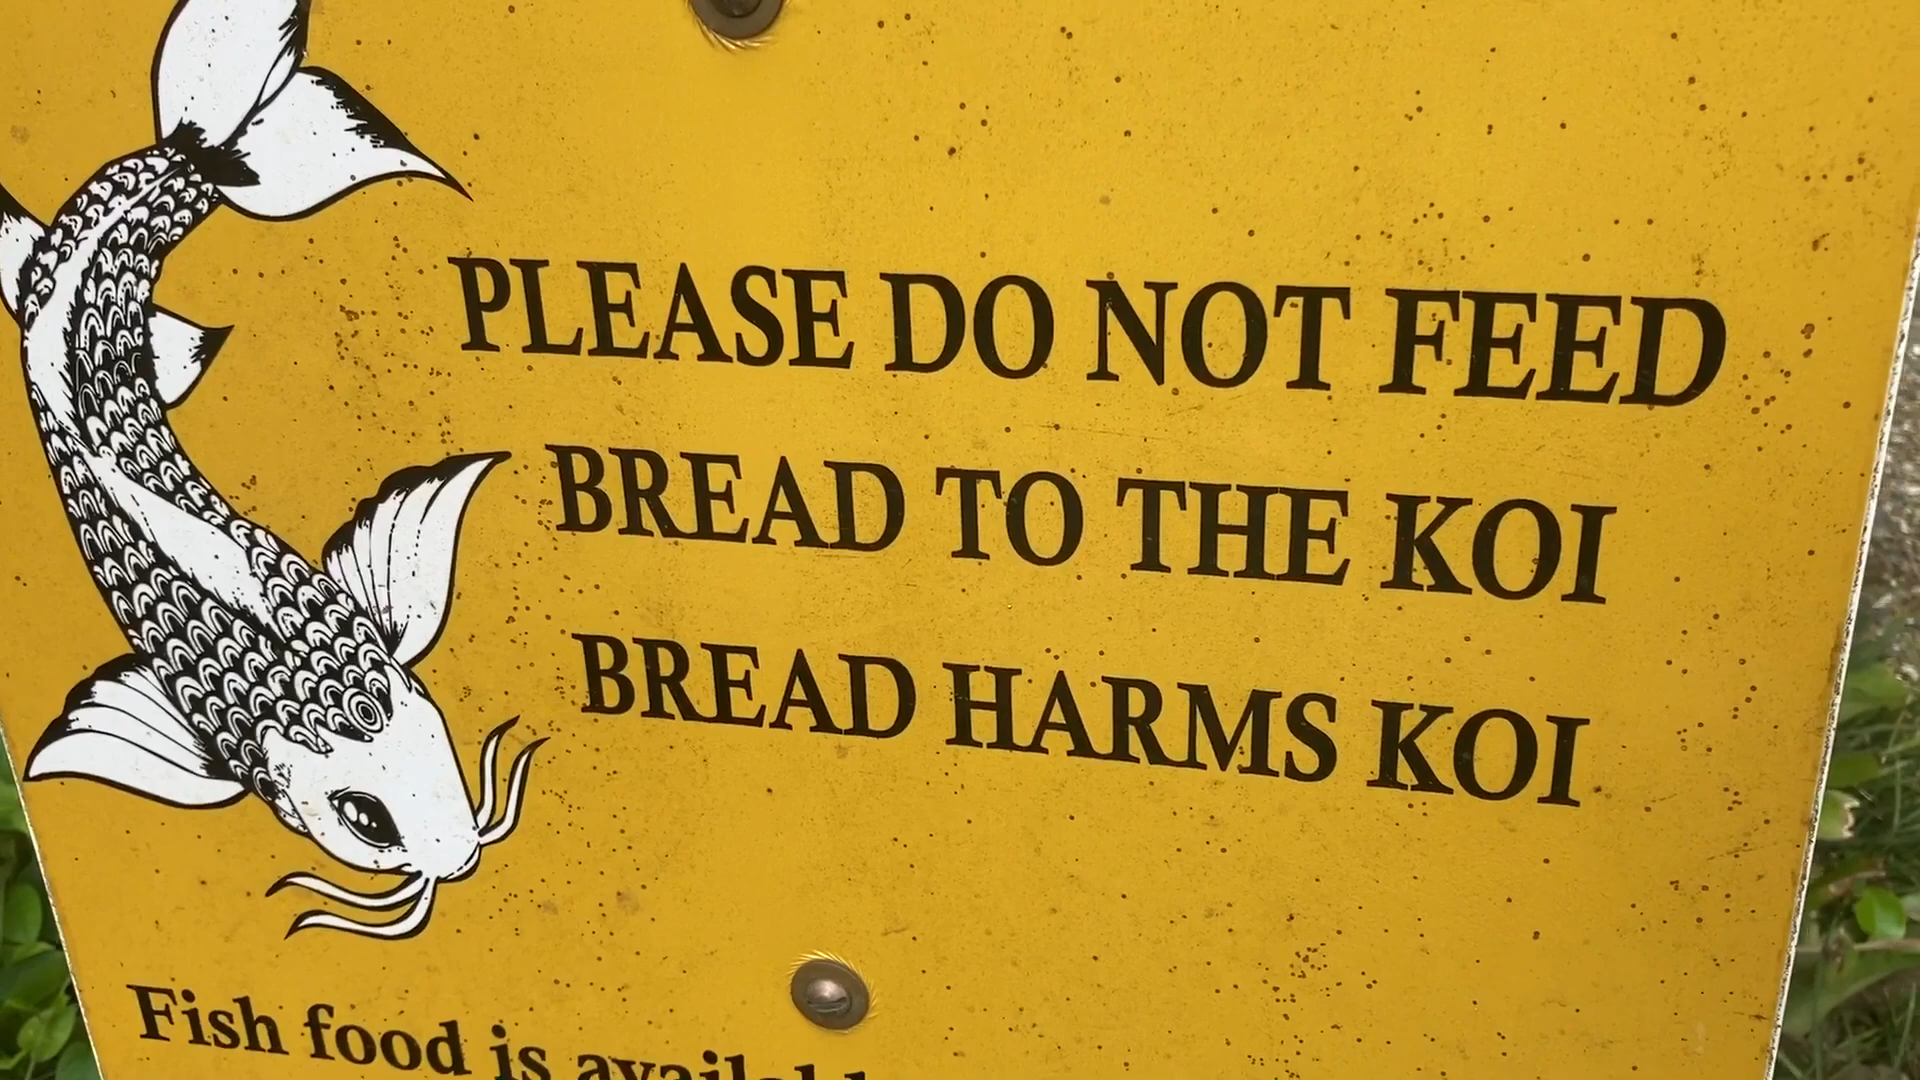 PLEASE DO NOT FEED
BREAD TO THE KOI
BREAD HARMS KOI
Fish food is